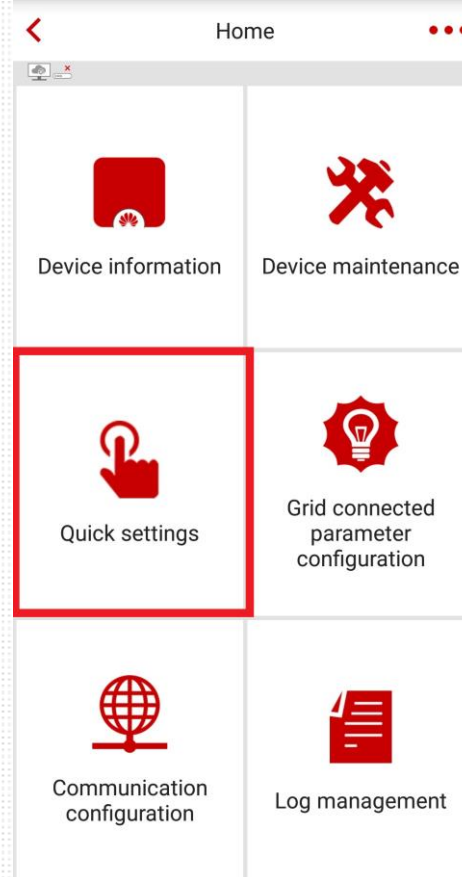 Home
Device information
Device maintenance
Quick settings
Grid connected
parameter
configuration
Communication
configuration
Log management